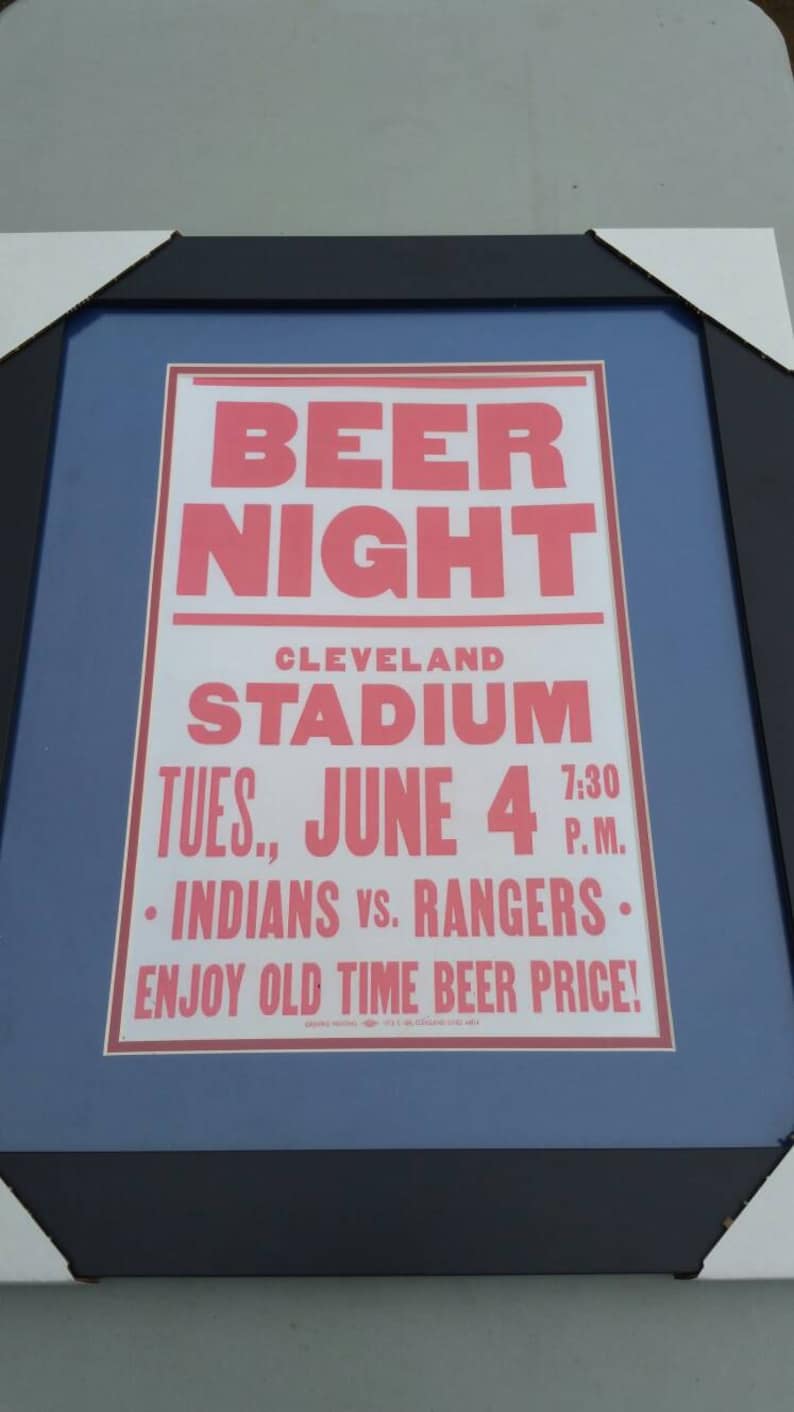 BEER
NIGHT
CLEVELAND
STADIUM
TUES., JUNE 4 7:30 P.M.
• INDIANS VS. RANGERS •
ENJOY OLD TIME BEER PRICE!